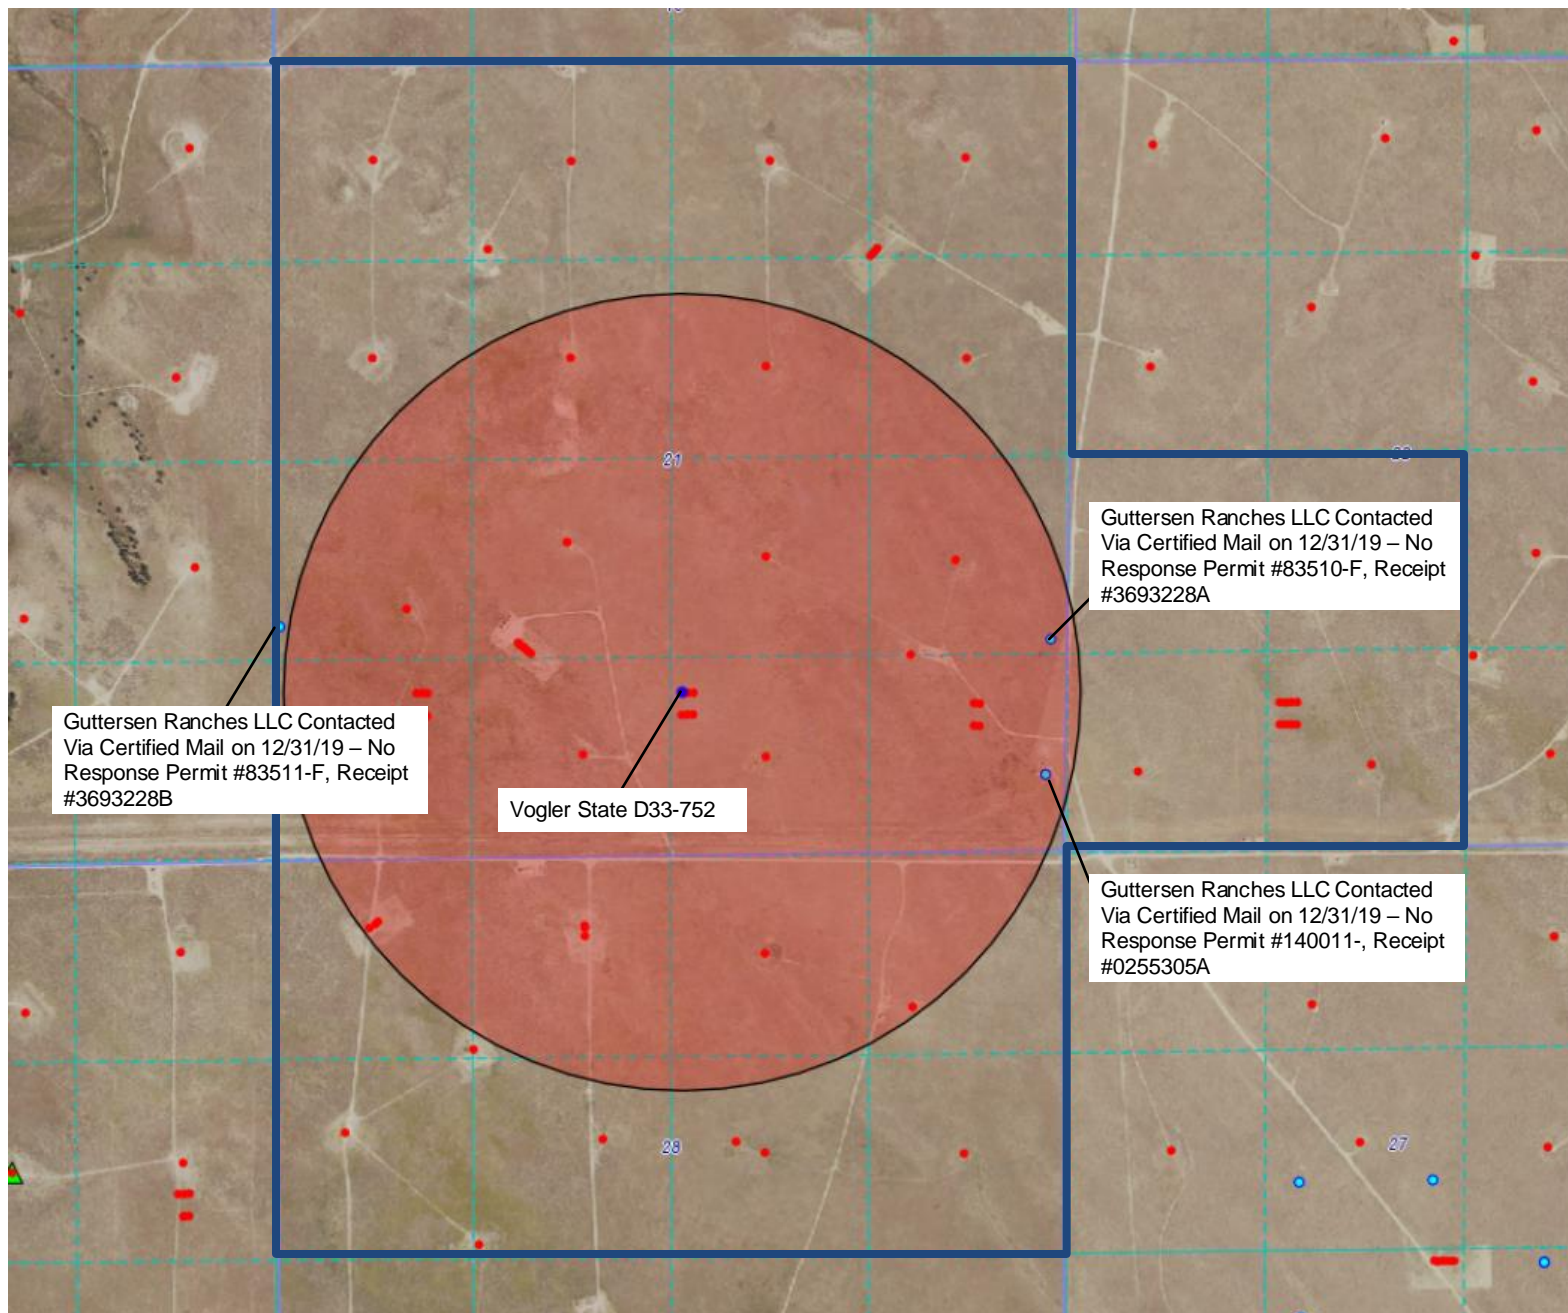 21
Guttersen Ranches LLC Contacted
Via Certified Mail on 12/31/19 – No
Response Permit #83510-F, Receipt
#3693228A
Guttersen Ranches LLC Contacted
Via Certified Mail on 12/31/19 – No
Response Permit #83511-F, Receipt
#3693228B
Vogler State D33-752
Guttersen Ranches LLC Contacted
Via Certified Mail on 12/31/19 – No
Response Permit #140011-, Receipt
#0255305A
28
27